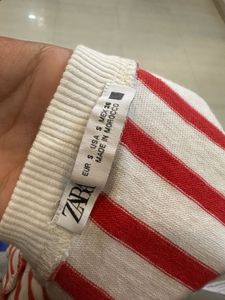 ZARA
EUR S USA S MEX 26
MADE IN MOROCCO